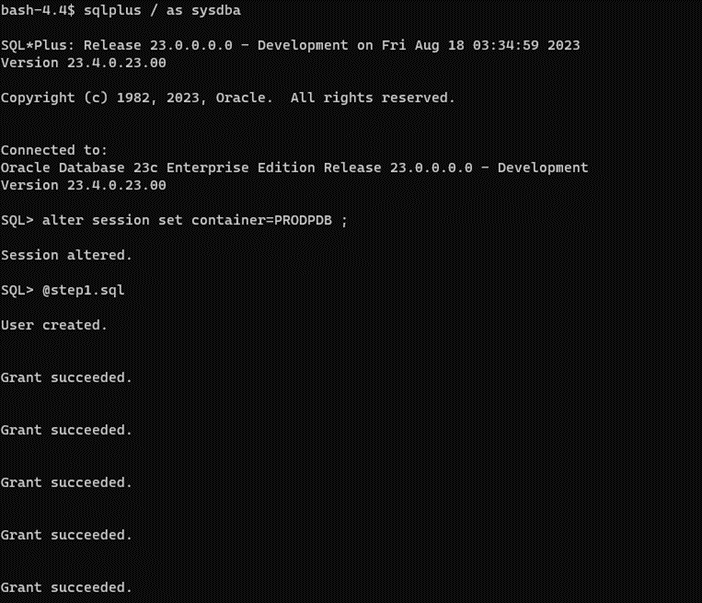 bash-4.4$ sqlplus / as sysdba
SQL*Plus: Release 23.0.0.0.0 - Development on Fri Aug 18 03:34:59 2023
Version 23.4.0.23.00
Copyright (c) 1982, 2023, Oracle.  All rights reserved.
Connected to:
Oracle Database 23c Enterprise Edition Release 23.0.0.0.0 - Development
Version 23.4.0.23.00
SQL> alter session set container=PRODPDB ;
Session altered.
SQL> @step1.sql
User created.
Grant succeeded.
Grant succeeded.
Grant succeeded.
Grant succeeded.
Grant succeeded.